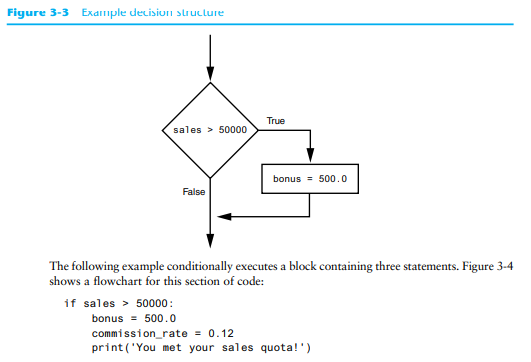 Figure 3-3 Example decision structure
sales > 50000
True
bonus = 500.0
False
The following example conditionally executes a block containing three statements. Figure 3-4
shows a flowchart for this section of code:
if sales > 50000:
    bonus = 500.0
    commission_rate = 0.12
    print('You met your sales quota!')